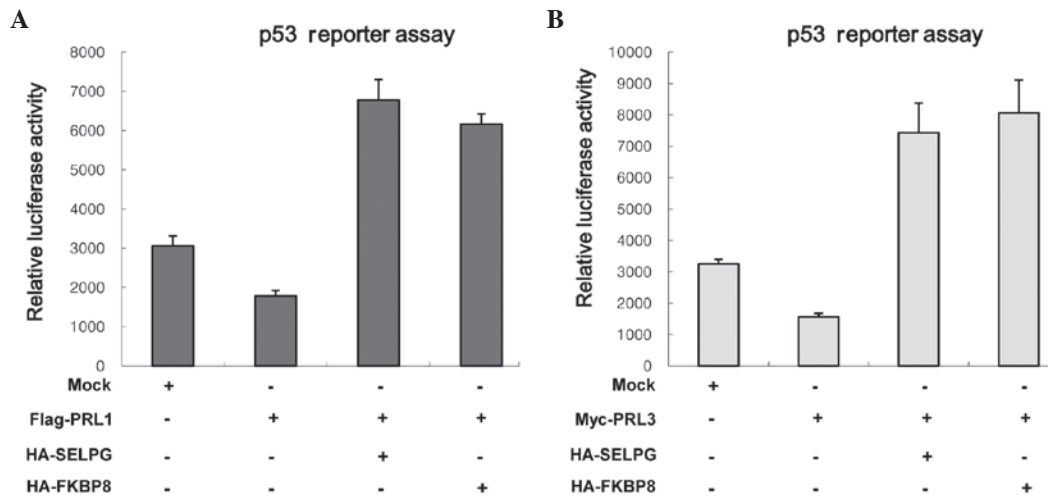 A
p53 reporter assay
Relative luciferase activity
8000
7000
6000
5000
4000
3000
2000
1000
0
Mock + - - -
Flag-PRL1 - + + +
HA-SELPG - - + -
HA-FKBP8 - - - +
B
p53 reporter assay
Relative luciferase activity
10000
9000
8000
7000
6000
5000
4000
3000
2000
1000
0
Mock + - - -
Myc-PRL3 - + + +
HA-SELPG - - + -
HA-FKBP8 - - - +